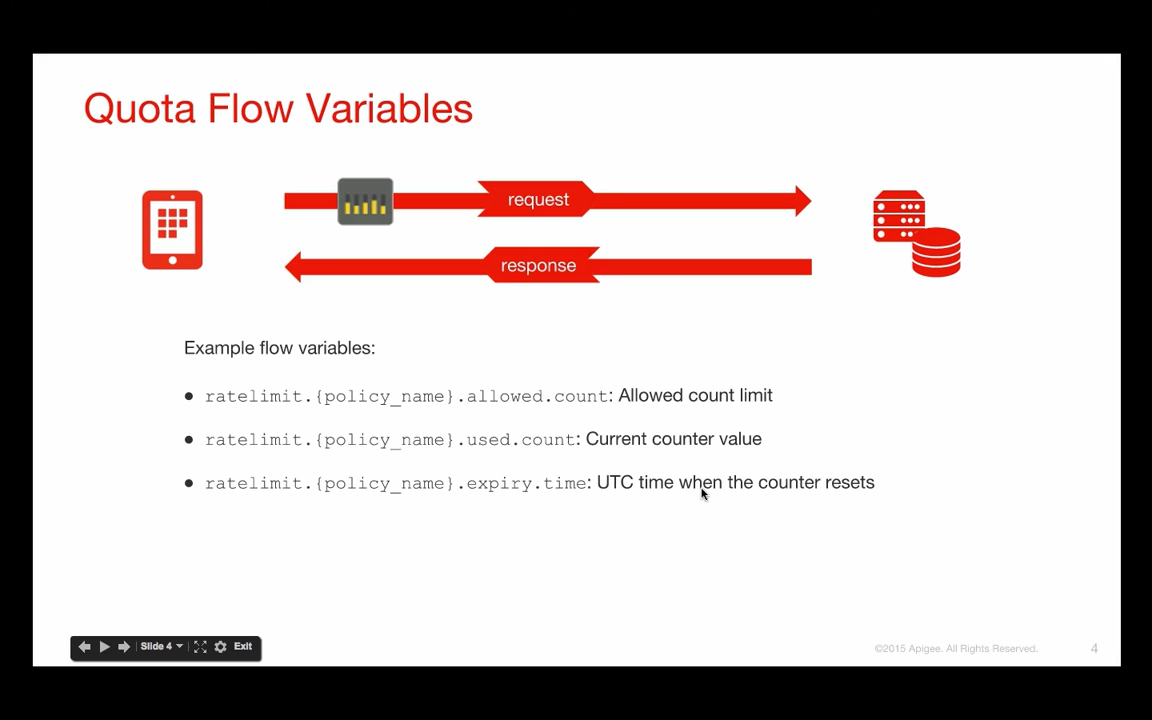 Quota Flow Variables
request
response
Example flow variables:
● ratelimit.{policy_name}.allowed.count: Allowed count limit
● ratelimit.{policy_name}.used.count: Current counter value
● ratelimit.{policy_name}.expiry.time: UTC time when the counter resets
Slide 4 Exit
©2015 Apigee. All Rights Reserved. 4